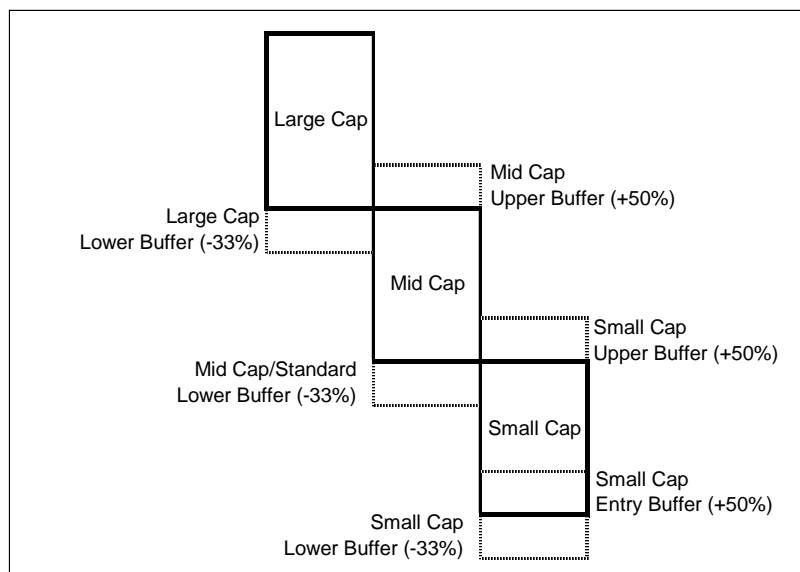 Large Cap
Mid Cap
Upper Buffer (+50%)
Large Cap
Lower Buffer (-33%)
Mid Cap
Small Cap
Upper Buffer (+50%)
Mid Cap/Standard
Lower Buffer (-33%)
Small Cap
Small Cap
Entry Buffer (+50%)
Small Cap
Lower Buffer (-33%)